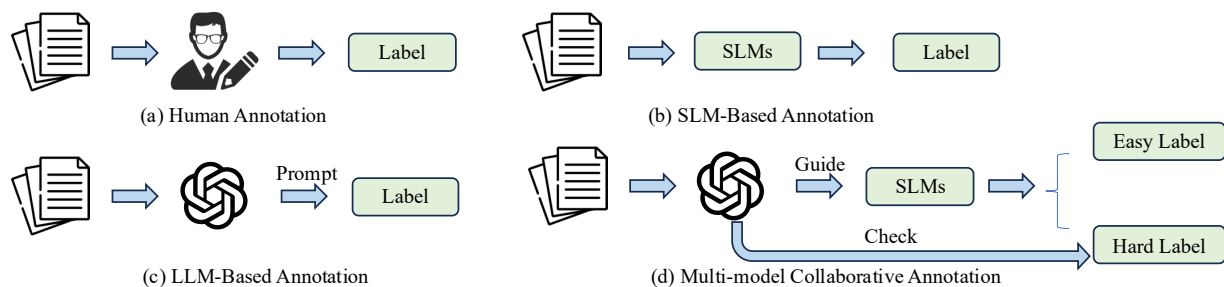 Label
(a) Human Annotation
SLMs
Label
(b) SLM-Based Annotation
Prompt
Label
(c) LLM-Based Annotation
Guide
SLMs
Easy Label
Check
Hard Label
(d) Multi-model Collaborative Annotation